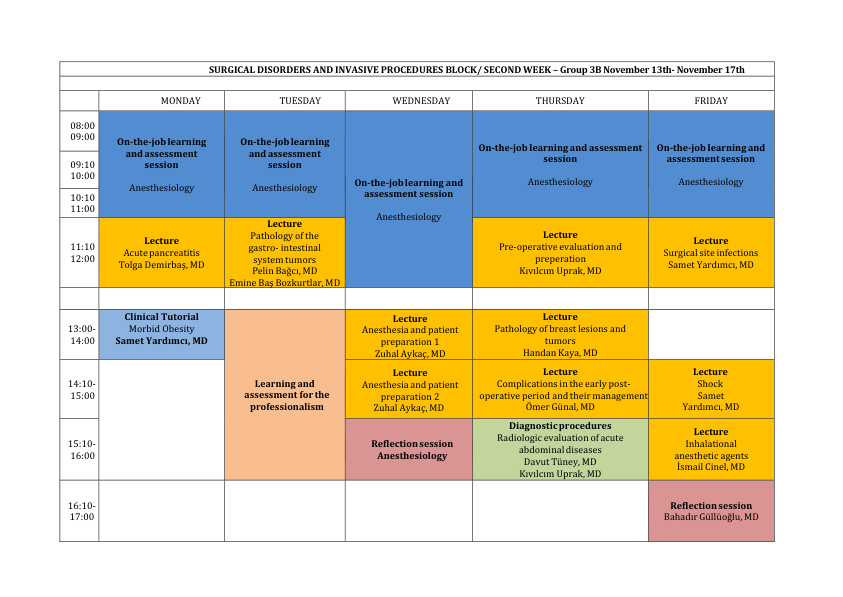 SURGICAL DISORDERS AND INVASIVE PROCEDURES BLOCK/ SECOND WEEK – Group 3B November 13th- November 17th
MONDAY
TUESDAY
WEDNESDAY
THURSDAY
FRIDAY
08:00
09:00
09:10
10:00
10:10
11:00
On-the-job learning
and assessment
session
Anesthesiology
On-the-job learning
and assessment
session
Anesthesiology
On-the-job learning and
assessment session
Anesthesiology
On-the-job learning and assessment
session
Anesthesiology
On-the-job learning and
assessment session
Anesthesiology
11:10
12:00
Lecture
Acute pancreatitis
Tolga Demirbaş, MD
Lecture
Pathology of the
gastro- intestinal
system tumors
Pelin Bağcı, MD
Emine Baş Bozkurtlar, MD
Lecture
Pre-operative evaluation and
preperation
Kıvılcım Uprak, MD
Lecture
Surgical site infections
Samet Yardımcı, MD
13:00-
14:00
Clinical Tutorial
Morbid Obesity
Samet Yardımcı, MD
Learning and
assessment for the
professionalism
Lecture
Anesthesia and patient
preparation 1
Zuhal Aykaç, MD
Lecture
Pathology of breast lesions and
tumors
Handan Kaya, MD
14:10-
15:00
Lecture
Anesthesia and patient
preparation 2
Zuhal Aykaç, MD
Lecture
Complications in the early post-
operative period and their management
Ömer Günal, MD
Lecture
Shock
Samet
Yardımcı, MD
15:10-
16:00
Reflection session
Anesthesiology
Diagnostic procedures
Radiologic evaluation of acute
abdominal diseases
Davut Tüney, MD
Kıvılcım Uprak, MD
Lecture
Inhalational
anesthetic agents
İsmail Cinel, MD
16:10-
17:00
Reflection session
Bahadır Güllüoğlu, MD